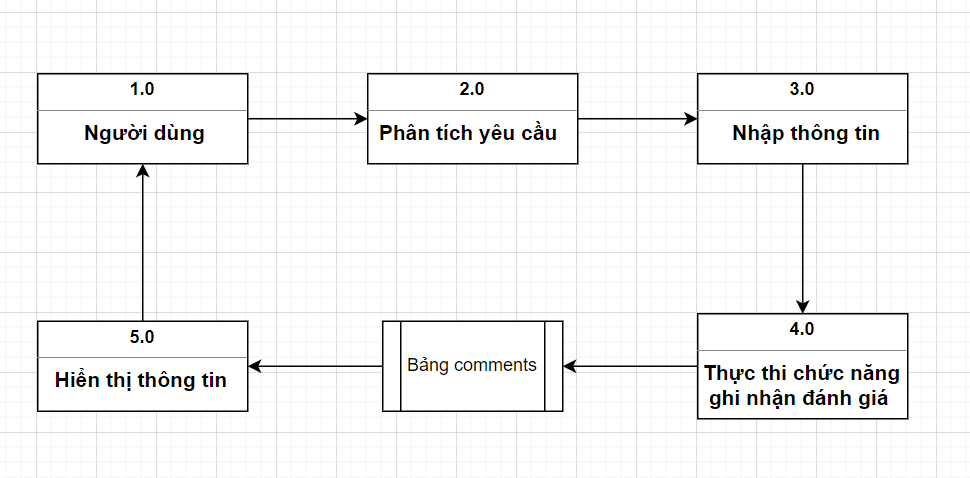 1.0
Người dùng
2.0
Phân tích yêu cầu
3.0
Nhập thông tin
5.0
Hiển thị thông tin
Bảng comments
4.0
Thực thi chức năng
ghi nhận đánh giá